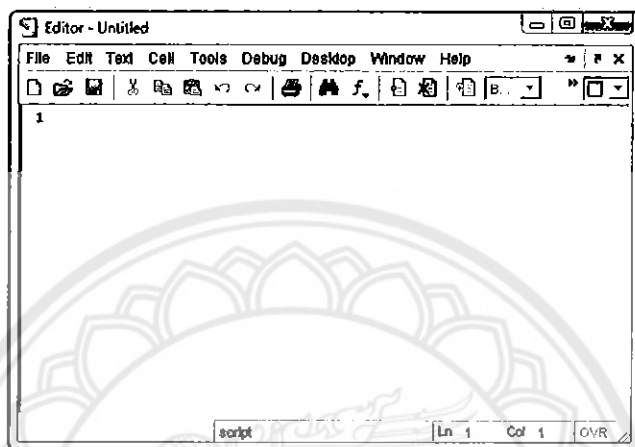 Editor - Untitled
File Edit Text Cell Tools Debug Desktop Window Help
B...
1
script Ln 1 Col 1 OVR